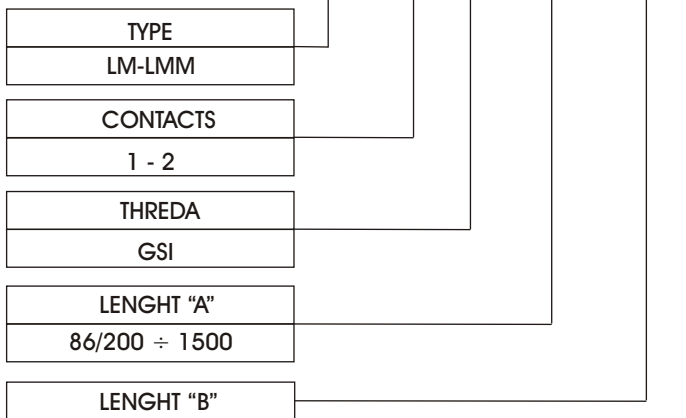 TYPE
LM-LMM
CONTACTS
1 - 2
THREDA
GSI
LENGHT “A”
86/200 ÷ 1500
LENGHT “B”